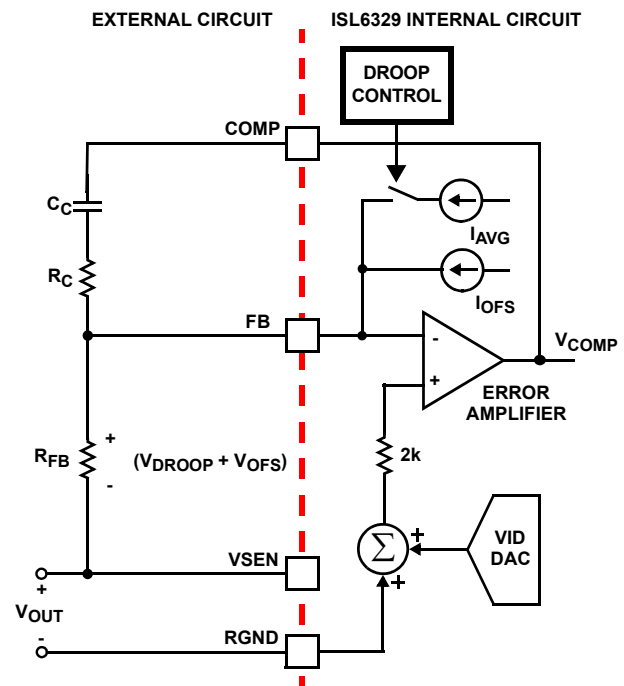 EXTERNAL CIRCUIT
ISL6329 INTERNAL CIRCUIT
DROOP
CONTROL
COMP
CC
IAVG
RC
IOFS
FB
-
VCOMP
+
ERROR
AMPLIFIER
RFB
+
-
(VDROOP + VOFS)
2k
VSEN
Σ
+
+
VID
DAC
+
VOUT
-
RGND